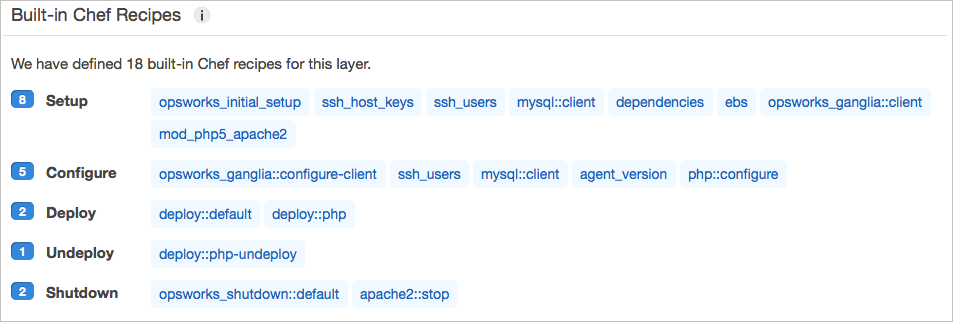 Built-in Chef Recipes i
We have defined 18 built-in Chef recipes for this layer.
8 Setup opsworks_initial_setup ssh_host_keys ssh_users mysql::client dependencies ebs opsworks_ganglia::client
mod_php5_apache2
5 Configure opsworks_ganglia::configure-client ssh_users mysql::client agent_version php::configure
2 Deploy deploy::default deploy::php
1 Undeploy deploy::php-undeploy
2 Shutdown opsworks_shutdown::default apache2::stop